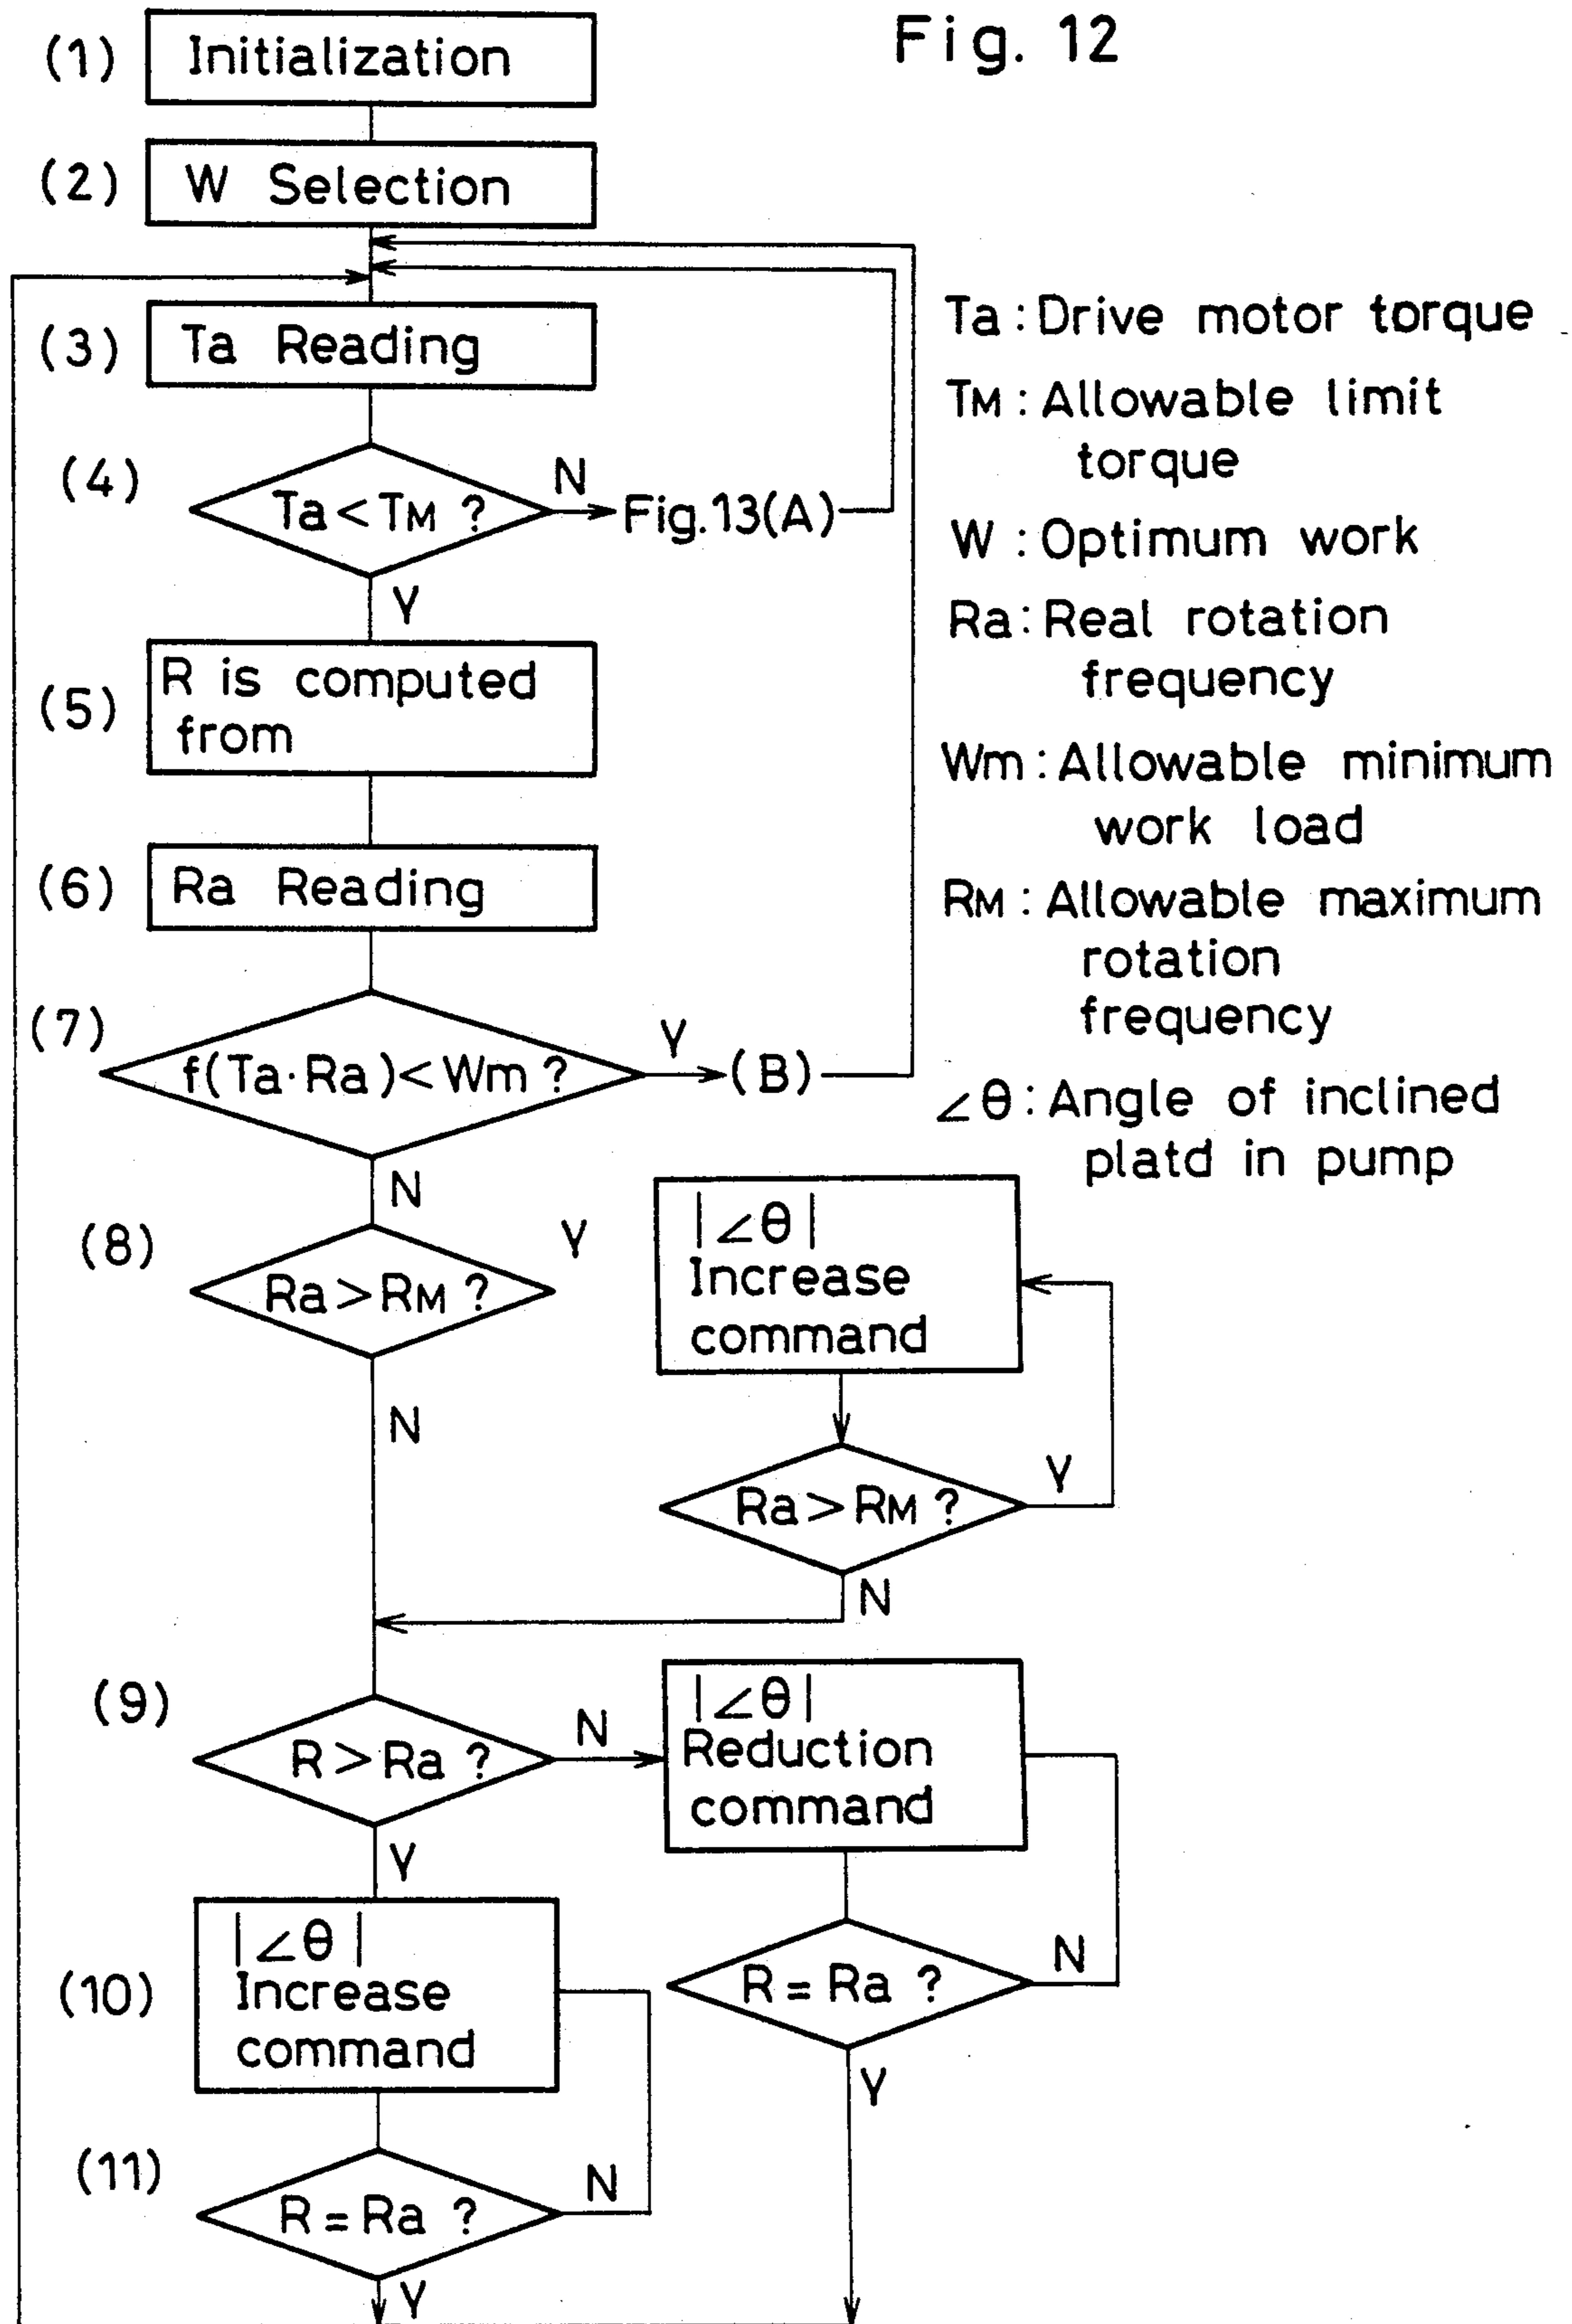 Fig. 12
(1) Initialization
(2) W Selection
(3) Ta Reading
(4) Ta < TM ? N Fig.13(A)
Y
(5) R is computed
from
(6) Ra Reading
(7) f(Ta·Ra) < Wm ? Y (B)
N
(8) Ra > RM ? Y
N
|∠θ|
Increase
command
Ra > RM ? Y
N
(9) R > Ra ? N
Y
|∠θ|
Reduction
command
R = Ra ? N
Y
(10) |∠θ|
Increase
command
(11) R = Ra ? N
Y
Ta : Drive motor torque
TM : Allowable limit
torque
W : Optimum work
Ra : Real rotation
frequency
Wm : Allowable minimum
work load
RM : Allowable maximum
rotation
frequency
∠θ : Angle of inclined
platd in pump